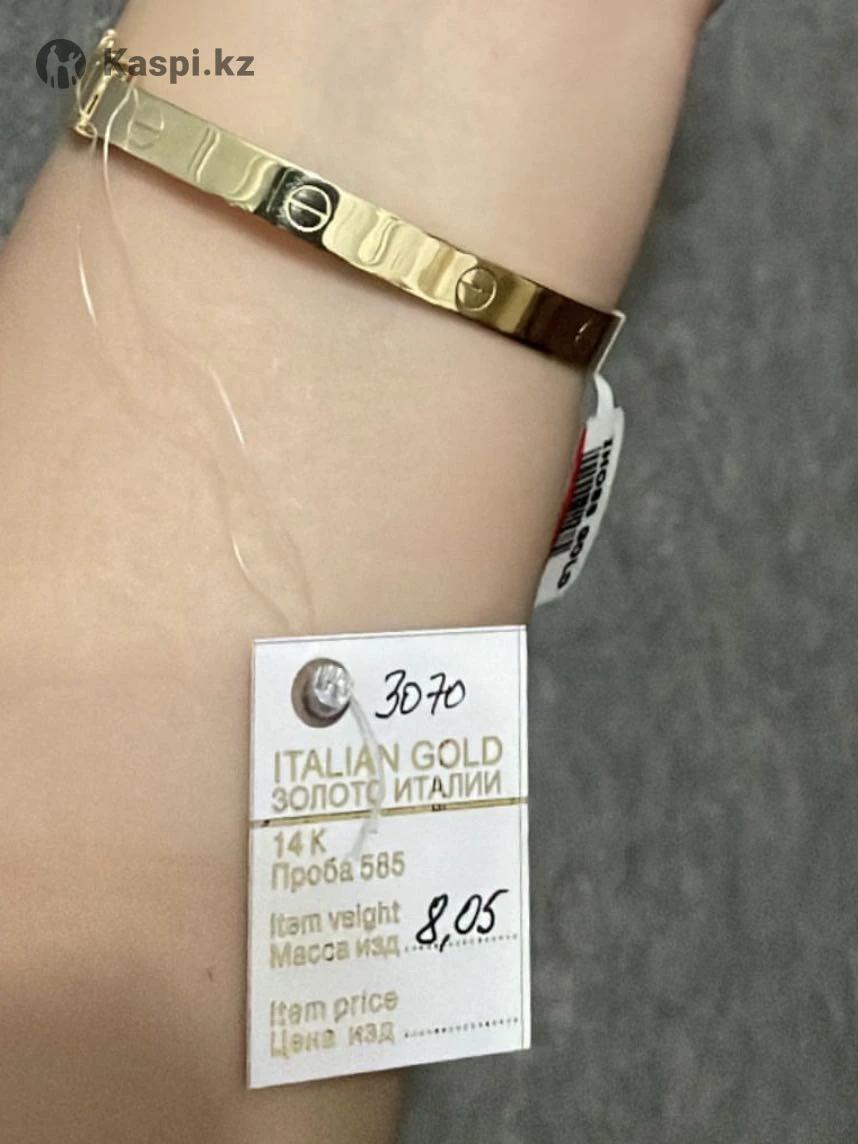 Kaspi.kz
GOLD
3070
ITALIAN GOLD
ЗОЛОТО ИТАЛИИ
14 K
Проба 585
Item veight
Масса изд 8,05
Item price
Цена изд